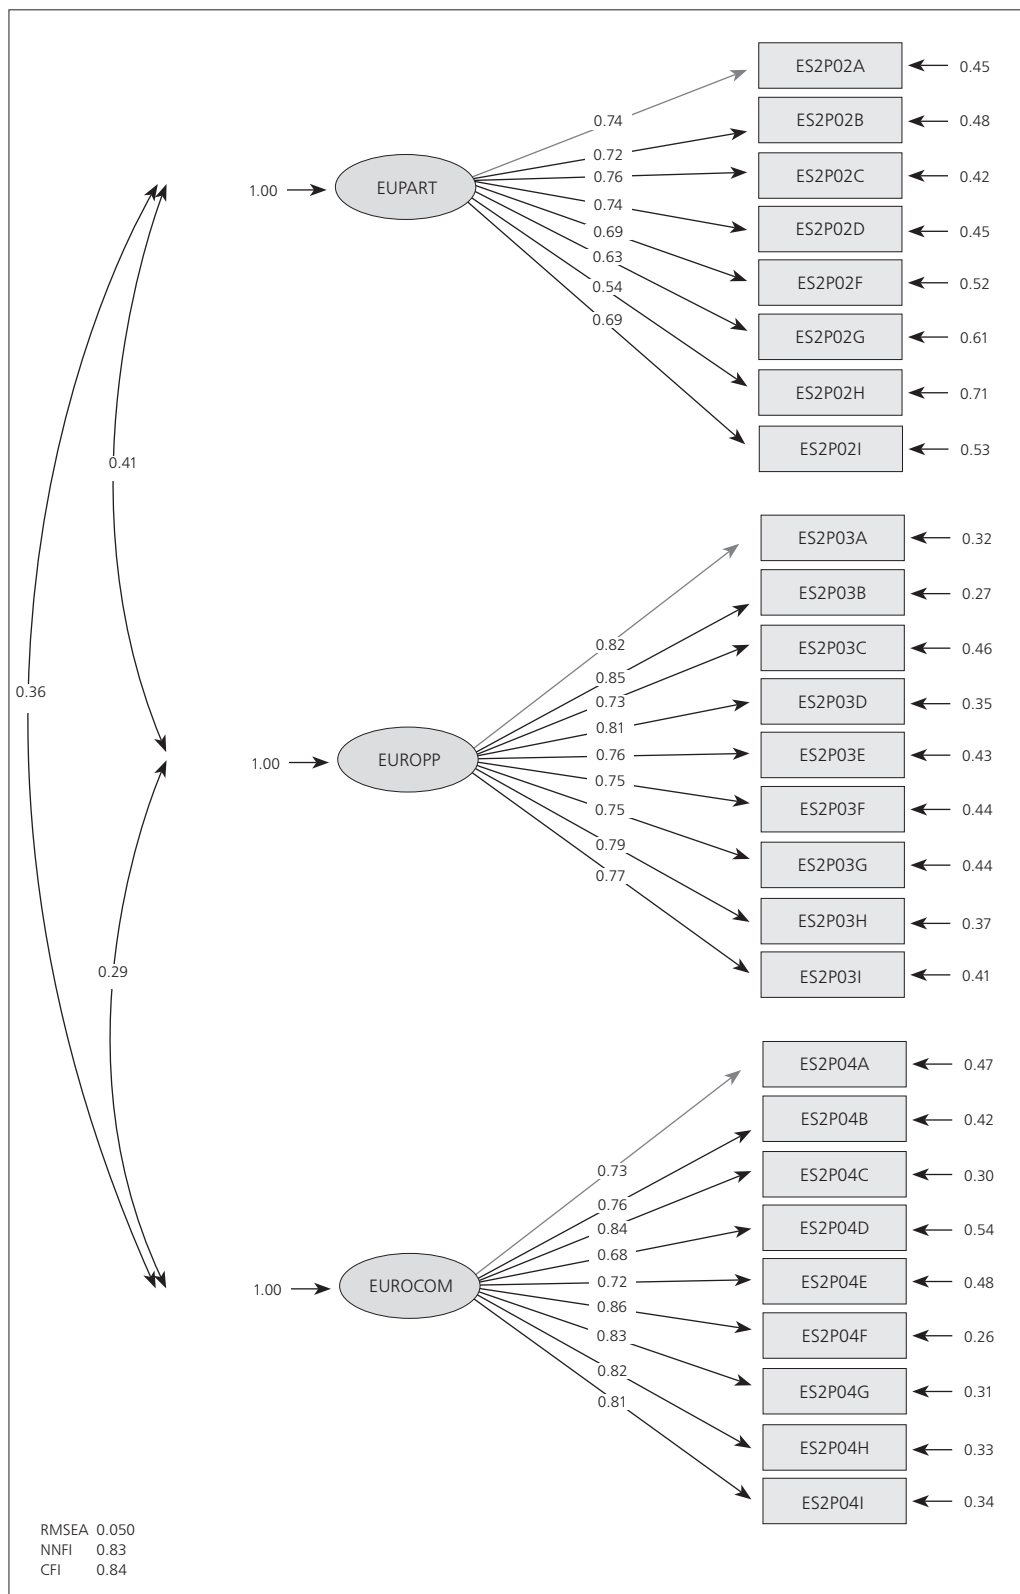 ES2P02A 0.45
0.74
ES2P02B 0.48
0.72
1.00 EUPART 0.76 ES2P02C 0.42
0.74
ES2P02D 0.45
0.69
0.63
ES2P02F 0.52
0.54
0.69
ES2P02G 0.61
ES2P02H 0.71
ES2P02I 0.53
0.41
ES2P03A 0.32
ES2P03B 0.27
0.82
ES2P03C 0.46
0.85
0.36
0.73 ES2P03D 0.35
0.81
1.00 EUROPP 0.76 ES2P03E 0.43
0.75
0.75 ES2P03F 0.44
0.79
ES2P03G 0.44
0.77
ES2P03H 0.37
0.29
ES2P03I 0.41
ES2P04A 0.47
ES2P04B 0.42
0.73
ES2P04C 0.30
0.76
0.84 ES2P04D 0.54
0.68
1.00 EUROCOM 0.72 ES2P04E 0.48
0.86
0.83 ES2P04F 0.26
0.82
ES2P04G 0.31
0.81
ES2P04H 0.33
ES2P04I 0.34
RMSEA 0.050
NNFI 0.83
CFI 0.84